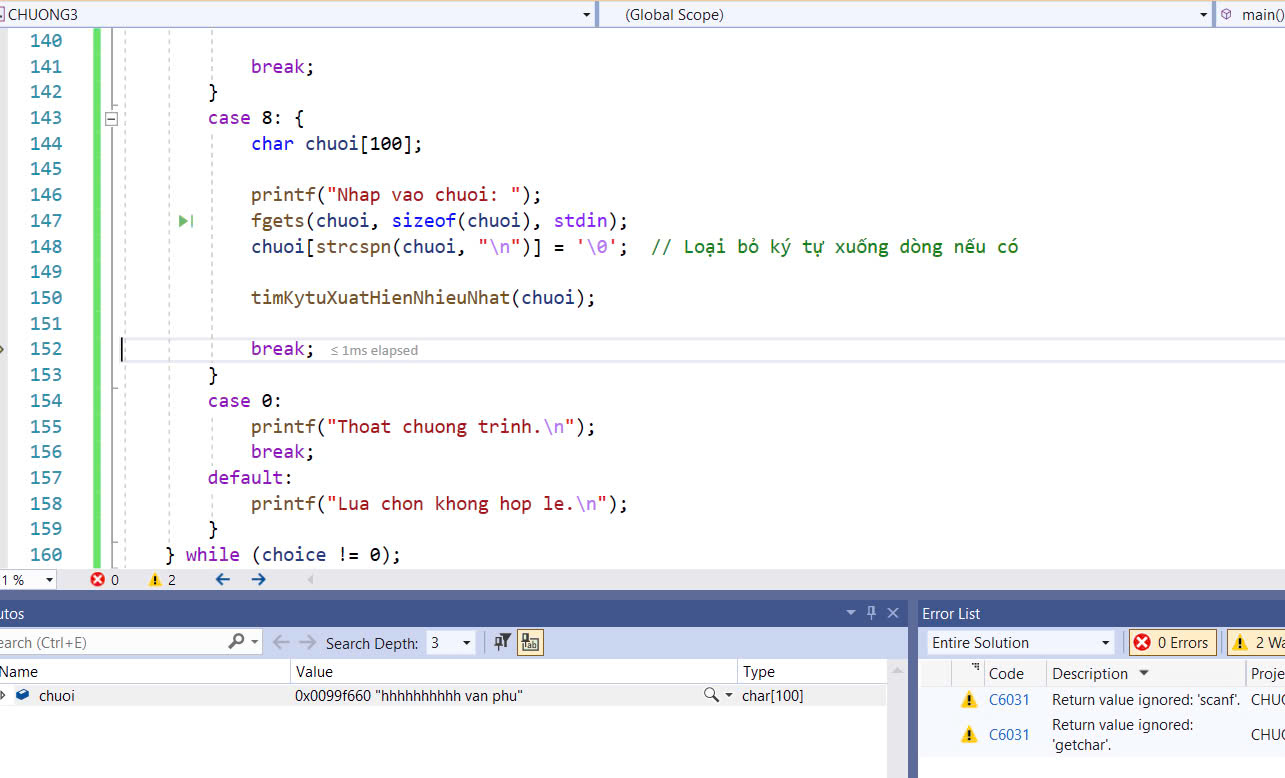 CHUONG3 (Global Scope) main()
140
141 break;
142 }
143 case 8: {
144 char chuoi[100];
145
146 printf("Nhap vao chuoi: ");
147 fgets(chuoi, sizeof(chuoi), stdin);
148 chuoi[strcspn(chuoi, "\n")] = '\0'; // Loại bỏ ký tự xuống dòng nếu có
149
150 timKytuXuatHienNhieuNhat(chuoi);
151
152 break; ≤ 1ms elapsed
153 }
154 case 0:
155 printf("Thoat chuong trinh.\n");
156 break;
157 default:
158 printf("Lua chon khong hop le.\n");
159 }
160 } while (choice != 0);
1 % 0 2
utos
earch (Ctrl+E) Search Depth: 3
Name Value Type
chuoi 0x0099f660 "hhhhhhhhhh van phu" char[100]
Error List
Entire Solution 0 Errors 2 Wa
Code Description Proje
C6031 Return value ignored: 'scanf'. CHUO
C6031 Return value ignored: 'getchar'. CHUO